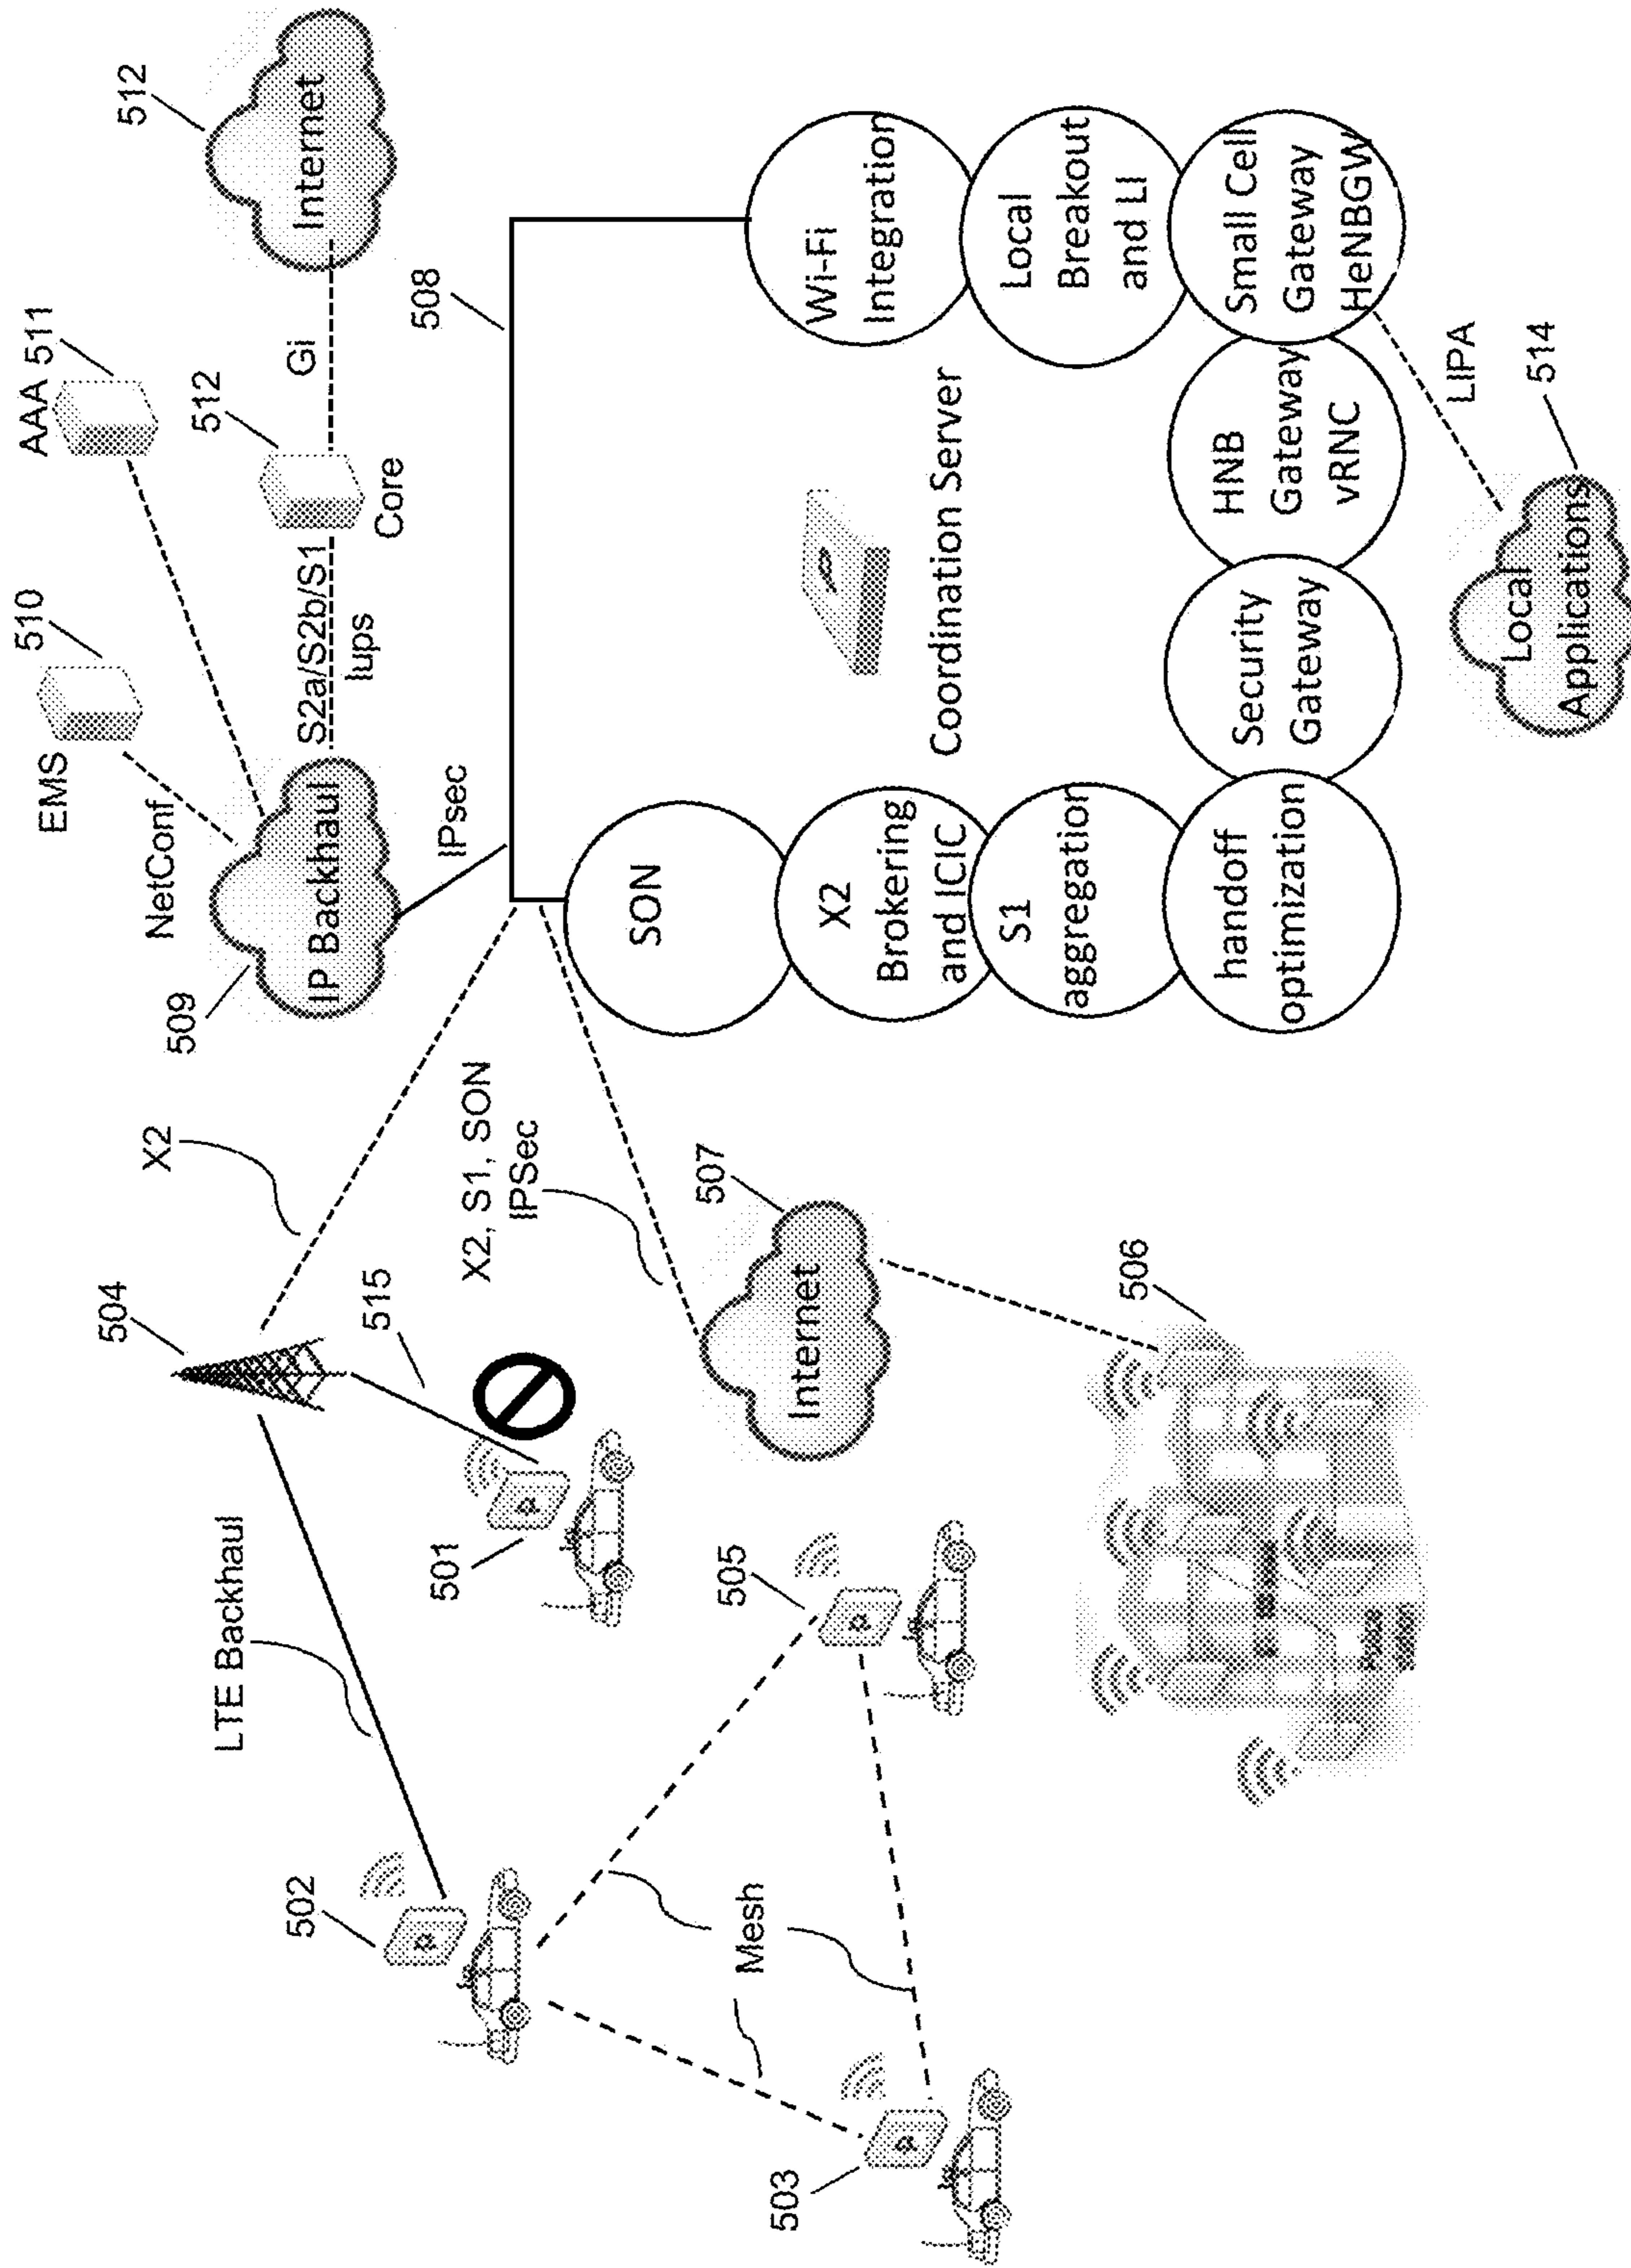 EMS
510
AAA 511
504
512
X2
NetConf
509
LTE Backhaul
512
502
IP Backhaul
S2a/S2b/S1
Gi
Internet
Iups
515
Core
501
X2, S1, SON
IPSec
IPsec
508
SON
505
507
Mesh
503
Internet
Wi-Fi
Integration
X2
Brokering
and ICIC
Coordination Server
Local
Breakout
and LI
S1
aggregation
506
handoff
optimization
Security
Gateway
HNB
Gateway
vRNC
Small Cell
Gateway
HeNBGW
LIPA
514
Local
Applications